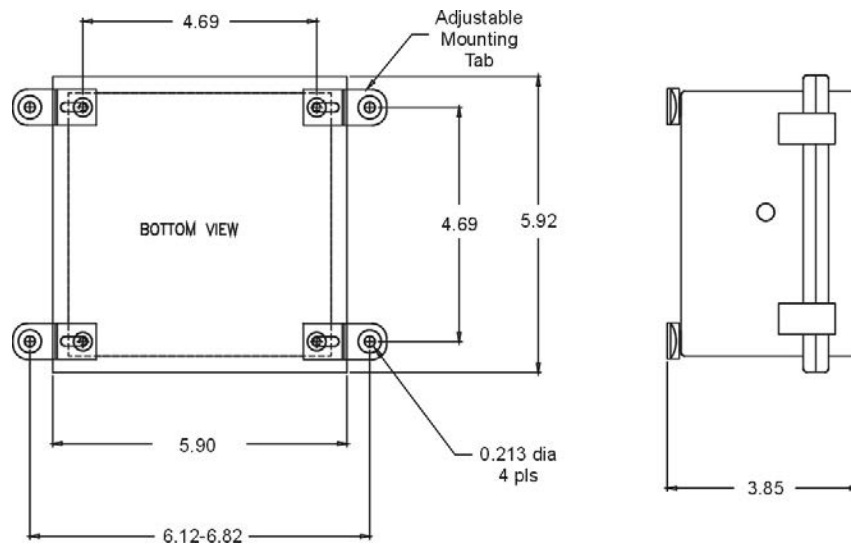 4.69
Adjustable
Mounting
Tab
BOTTOM VIEW
4.69
5.92
5.90
0.213 dia
4 pls
3.85
6.12-6.82